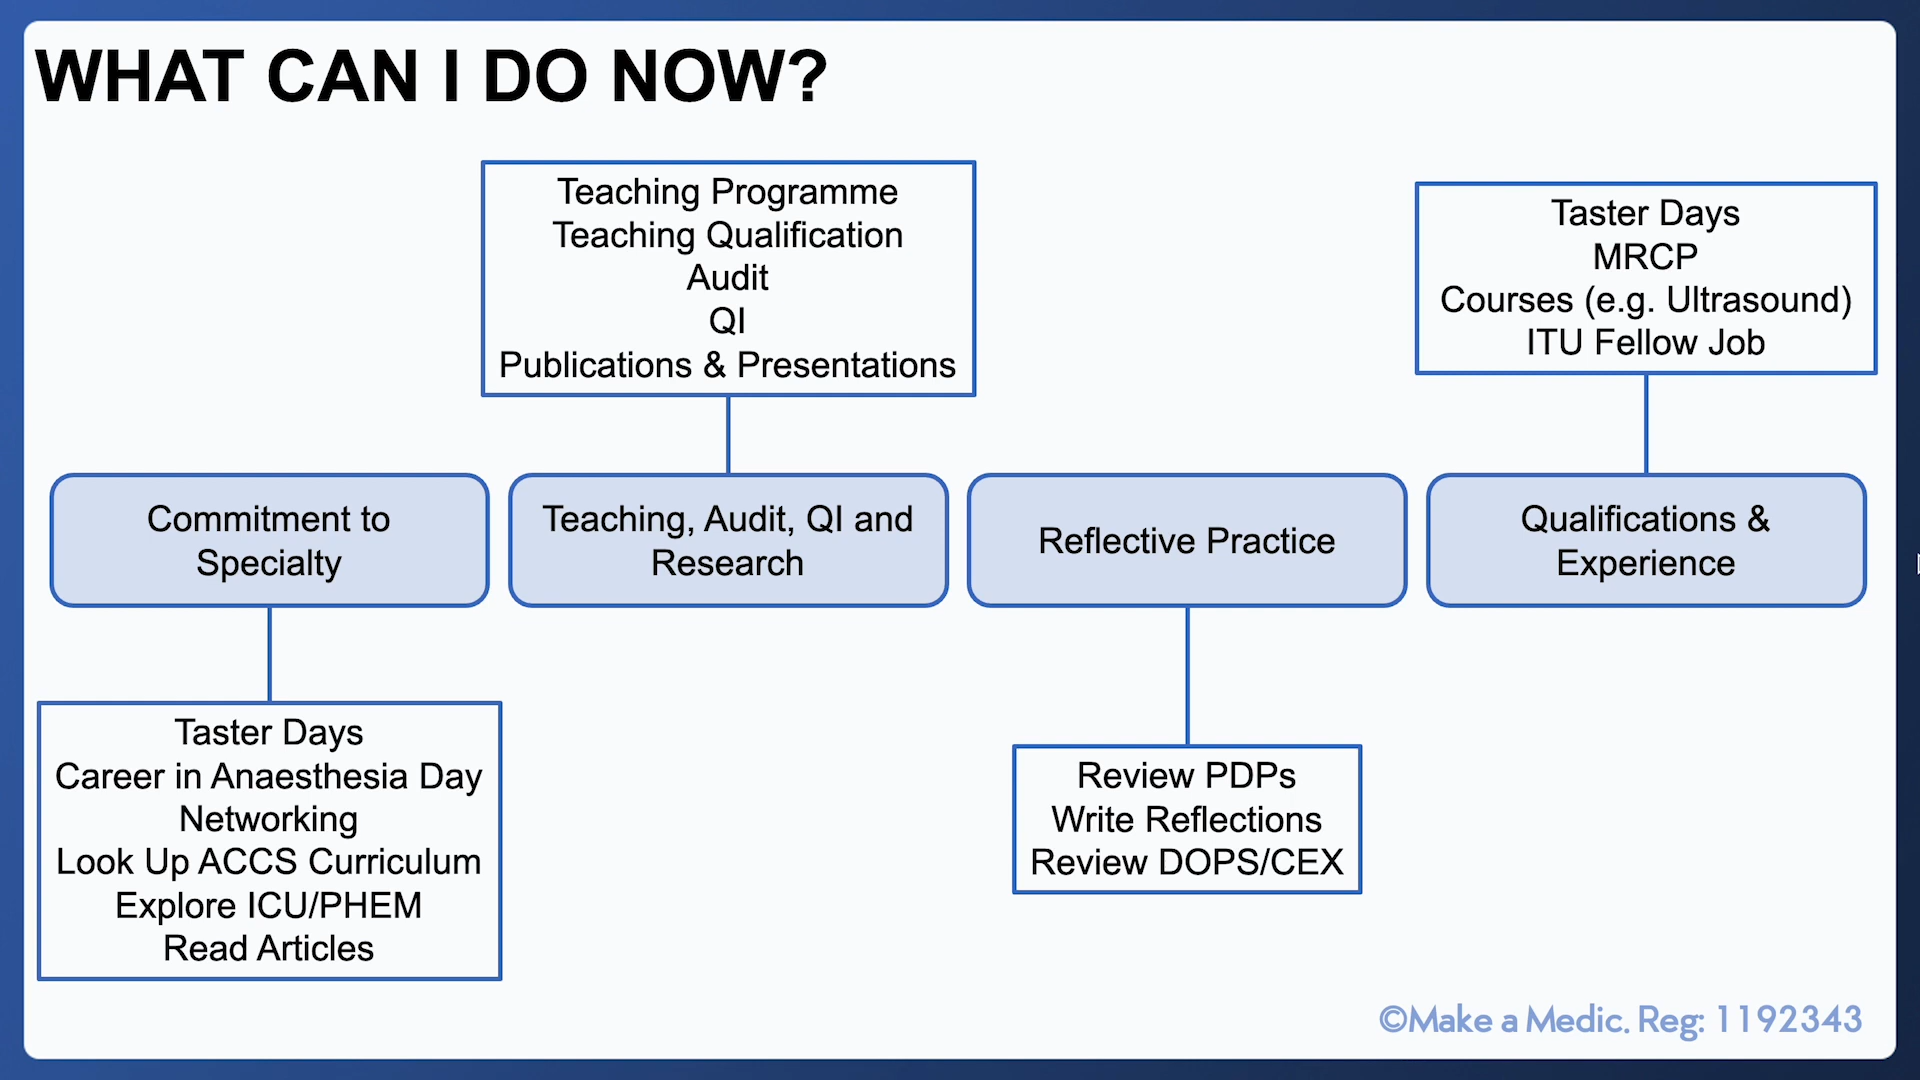 WHAT CAN I DO NOW?
Teaching Programme
Teaching Qualification
Audit
QI
Publications & Presentations
Taster Days
MRCP
Courses (e.g. Ultrasound)
ITU Fellow Job
Commitment to
Specialty
Teaching, Audit, QI and
Research
Reflective Practice
Qualifications &
Experience
Taster Days
Career in Anaesthesia Day
Networking
Look Up ACCS Curriculum
Explore ICU/PHEM
Read Articles
Review PDPs
Write Reflections
Review DOPS/CEX
©Make a Medic. Reg: 1192343